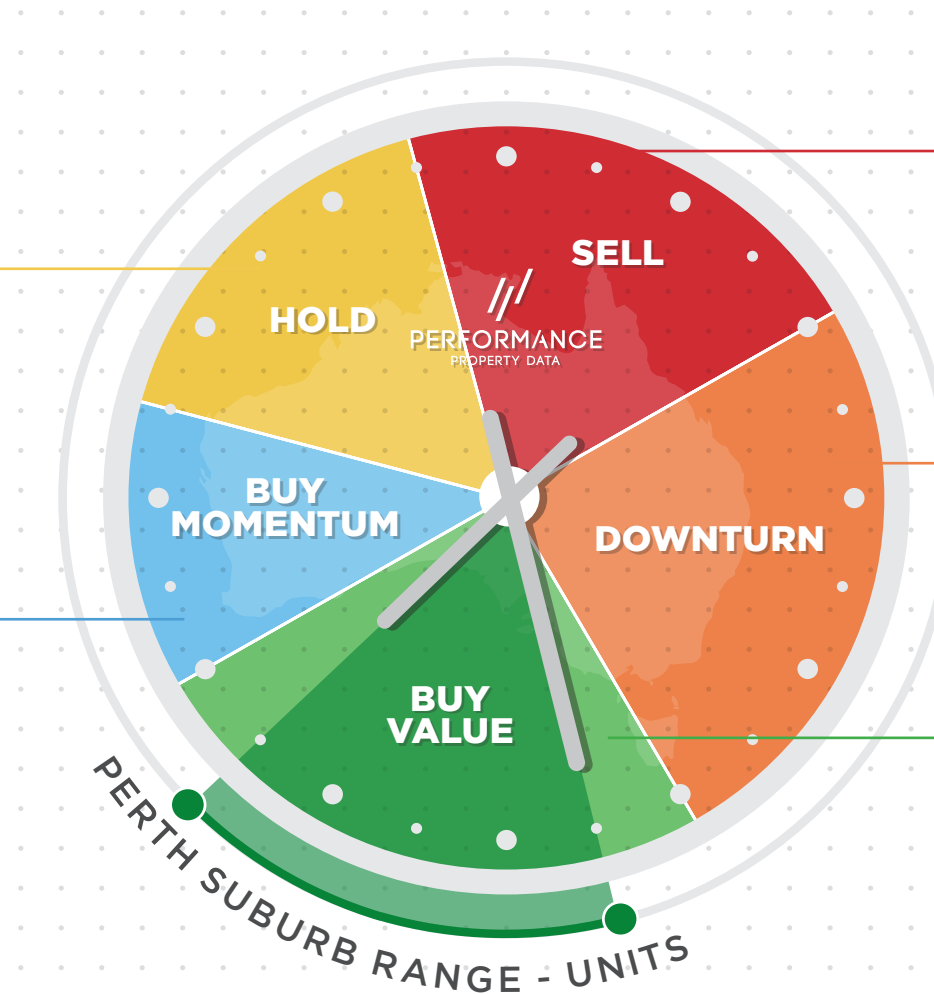 SELL
HOLD
PERFORMANCE
PROPERTY DATA
BUY
MOMENTUM
DOWNTURN
BUY
VALUE
PERTH SUBURB RANGE - UNITS